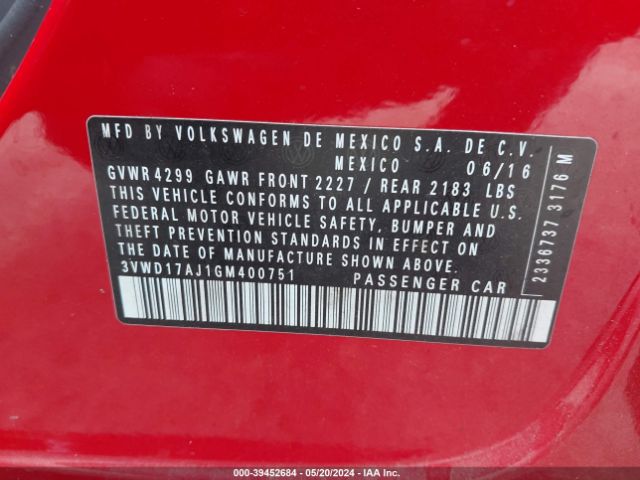 MFD BY VOLKSWAGEN DE MEXICO S.A. DE C.V.
MEXICO 06/16
GVWR 4299 GAWR FRONT 2227 / REAR 2183 LBS
THIS VEHICLE CONFORMS TO ALL APPLICABLE U.S.
FEDERAL MOTOR VEHICLE SAFETY, BUMPER AND
THEFT PREVENTION STANDARDS IN EFFECT ON
THE DATE OF MANUFACTURE SHOWN ABOVE.
3VWD17AJ1GM400751 PASSENGER CAR
2336737 3176 M
000-39452684 - 05/20/2024 - IAAI.com